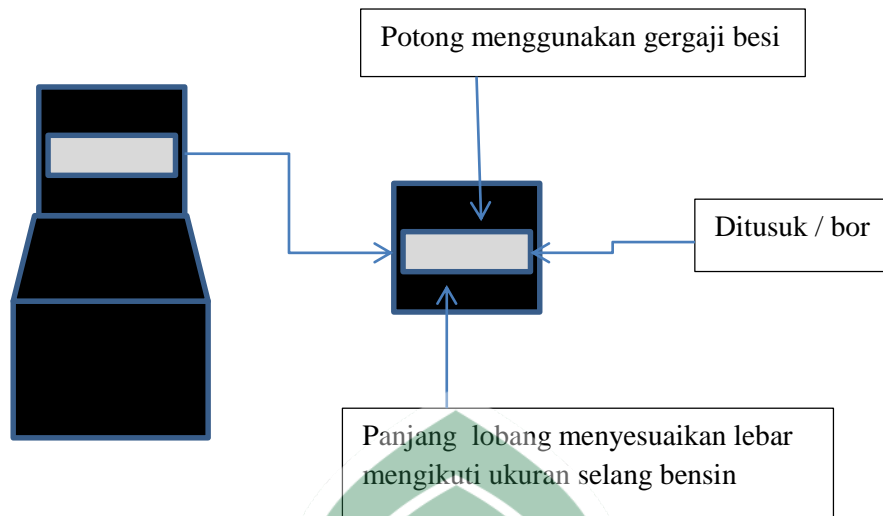 Potong menggunakan gergaji besi
Ditusuk / bor
Panjang lobang menyesuaikan lebar
mengikuti ukuran selang bensin